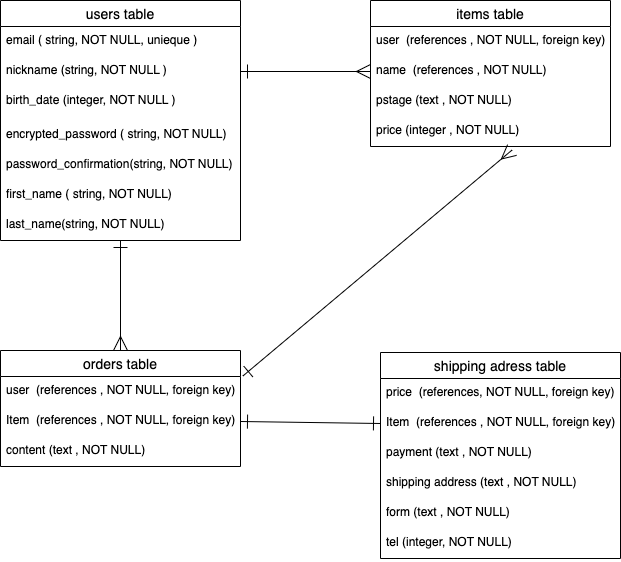 users table
email ( string, NOT NULL, unieque )
nickname (string, NOT NULL )
birth_date (integer, NOT NULL )
encrypted_password ( string, NOT NULL)
password_confirmation(string, NOT NULL)
first_name ( string, NOT NULL)
last_name(string, NOT NULL)
items table
user (references , NOT NULL, foreign key)
name (references , NOT NULL)
pstage (text , NOT NULL)
price (integer , NOT NULL)
orders table
user (references , NOT NULL, foreign key)
Item (references , NOT NULL, foreign key)
content (text , NOT NULL)
shipping adress table
price (references, NOT NULL, foreign key)
Item (references , NOT NULL, foreign key)
payment (text , NOT NULL)
shipping address (text , NOT NULL)
form (text , NOT NULL)
tel (integer, NOT NULL)